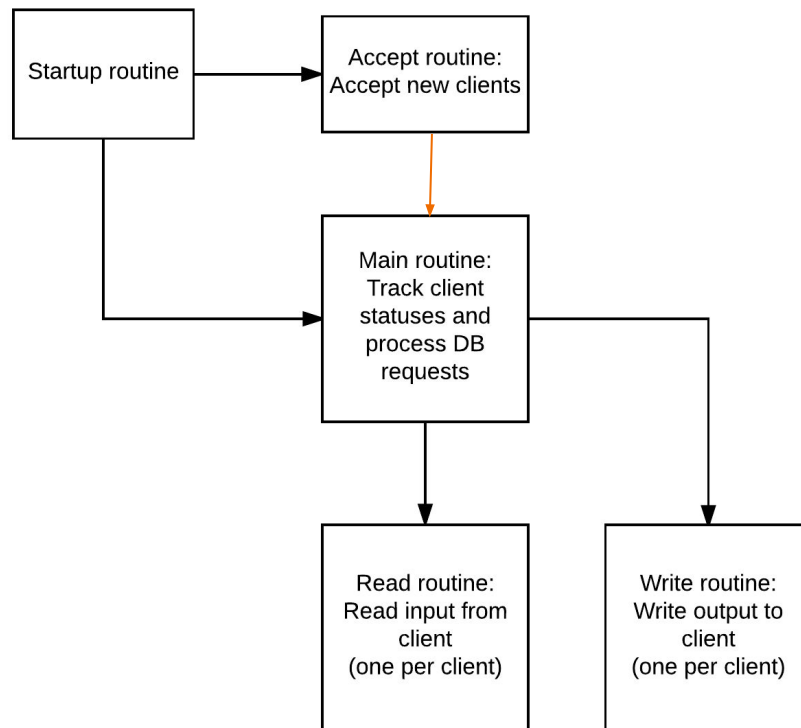 Startup routine
Accept routine:
Accept new clients
Main routine:
Track client
statuses and
process DB
requests
Read routine:
Read input from
client
(one per client)
Write routine:
Write output to
client
(one per client)